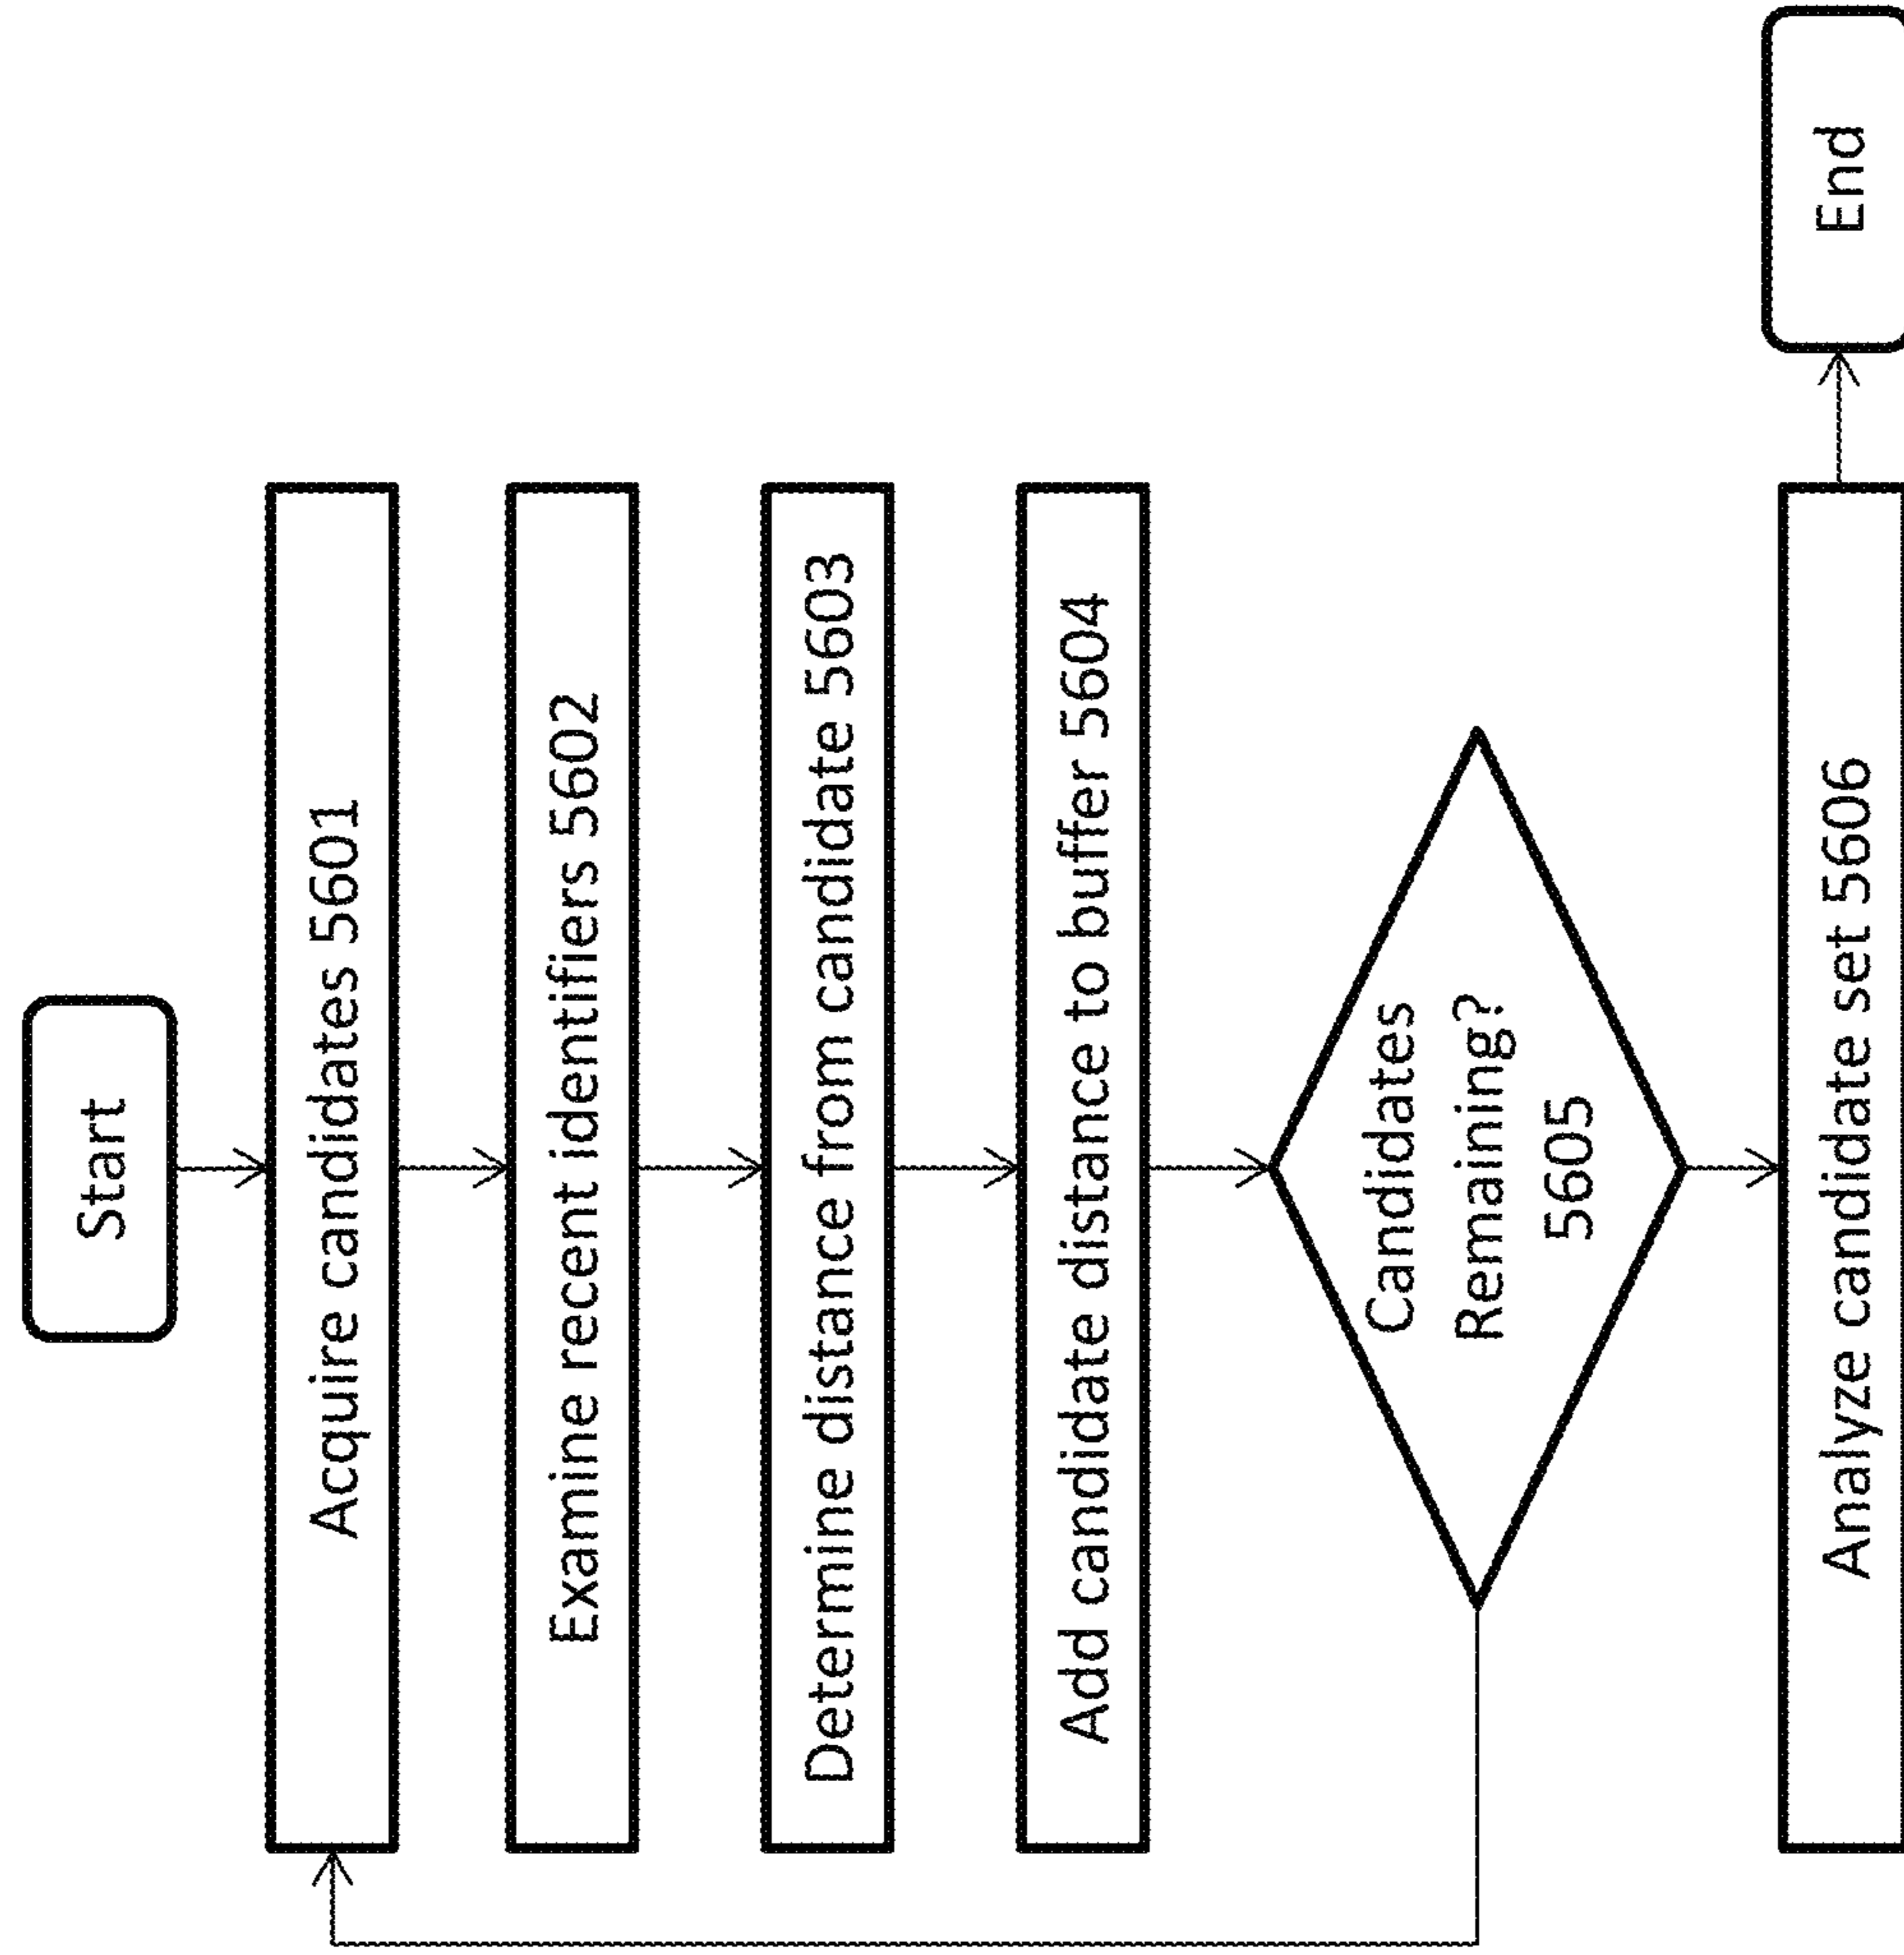 Start
Acquire candidates 5601
Examine recent identifiers 5602
Determine distance from candidate 5603
Add candidate distance to buffer 5604
Candidates
Remaining?
5605
Analyze candidate set 5606
End